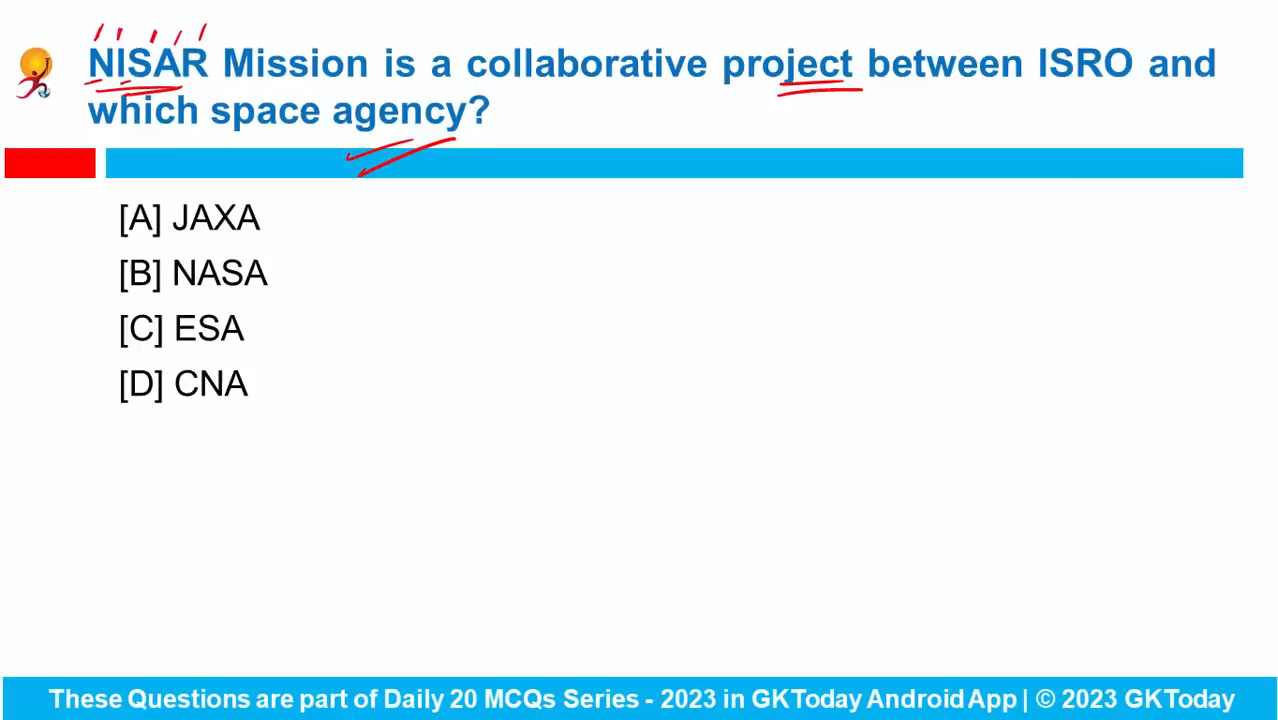 NISAR Mission is a collaborative project between ISRO and
which space agency?
[A] JAXA
[B] NASA
[C] ESA
[D] CNA
These Questions are part of Daily 20 MCQs Series - 2023 in GKToday Android App | © 2023 GKToday